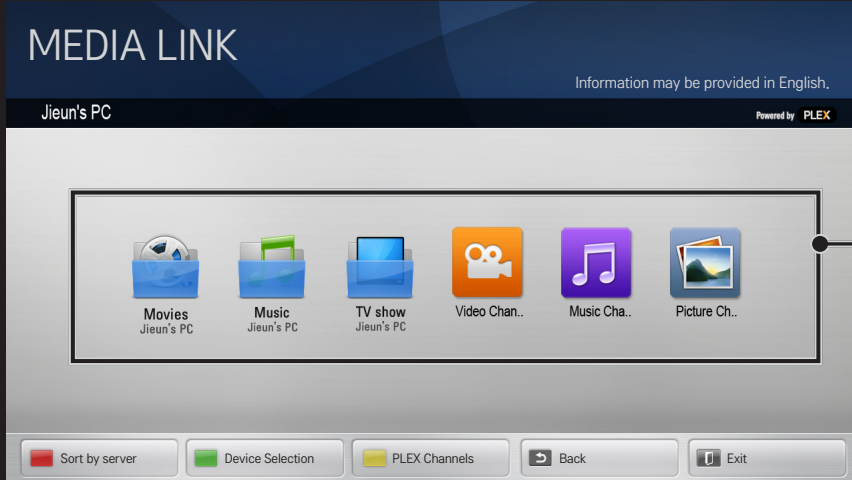 MEDIA LINK
Information may be provided in English.
Jieun's PC
Powered by PLEX
Movies
Jieun's PC
Music
Jieun's PC
TV show
Jieun's PC
Video Chan..
Music Cha..
Picture Ch..
Sort by server
Device Selection
PLEX Channels
Back
Exit